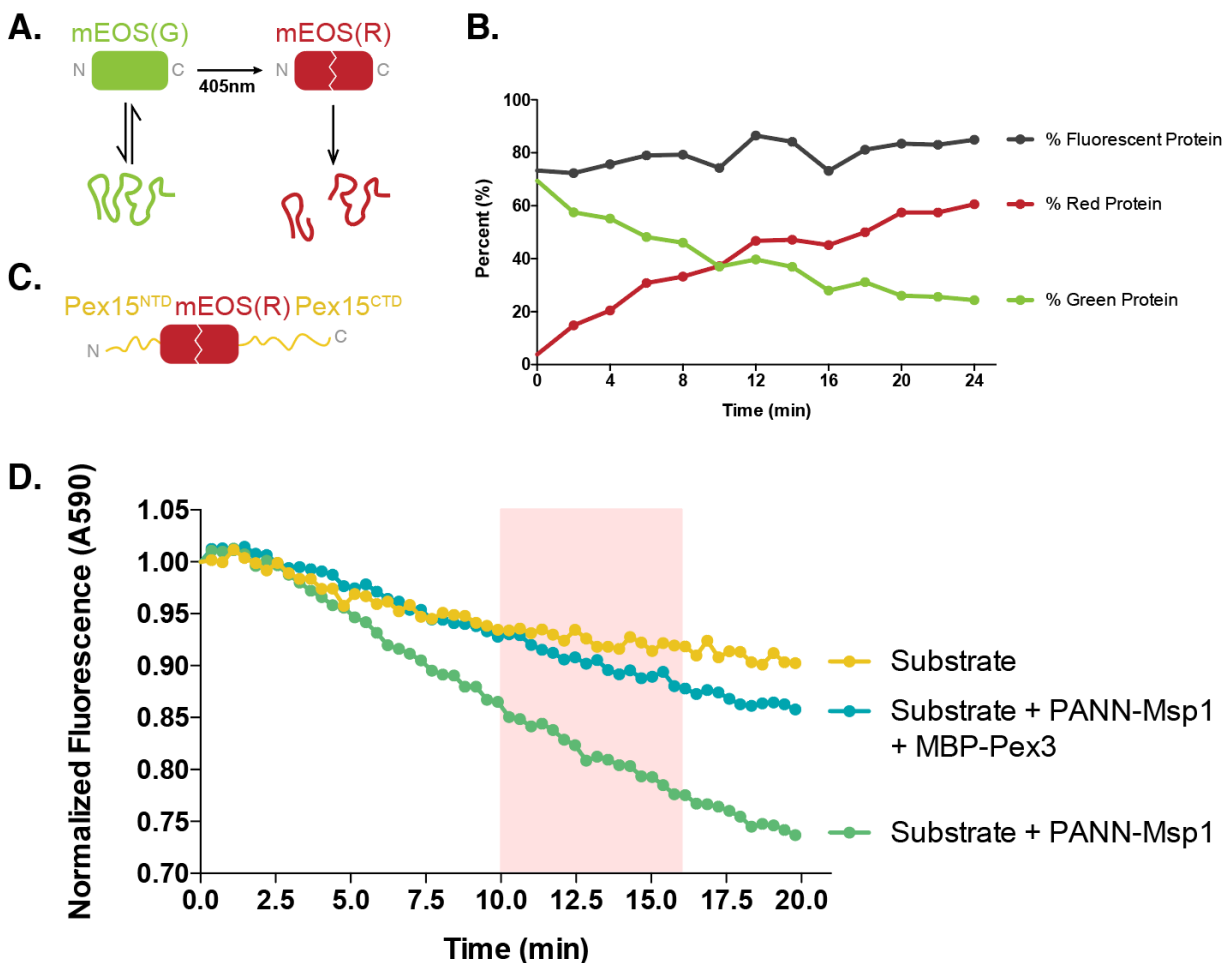 A.
mEOS(G)
mEOS(R)
N
C
405nm
N
C
B.
100
80
60
40
20
0
Percent (%)
0
4
8
12
16
20
24
Time (min)
% Fluorescent Protein
% Red Protein
% Green Protein
C.
Pex15NTD mEOS(R) Pex15CTD
N
C
D.
Normalized Fluorescence (A590)
1.05
1.00
0.95
0.90
0.85
0.80
0.75
0.70
0.0
2.5
5.0
7.5
10.0
12.5
15.0
17.5
20.0
Time (min)
Substrate
Substrate + PANN-Msp1
+ MBP-Pex3
Substrate + PANN-Msp1